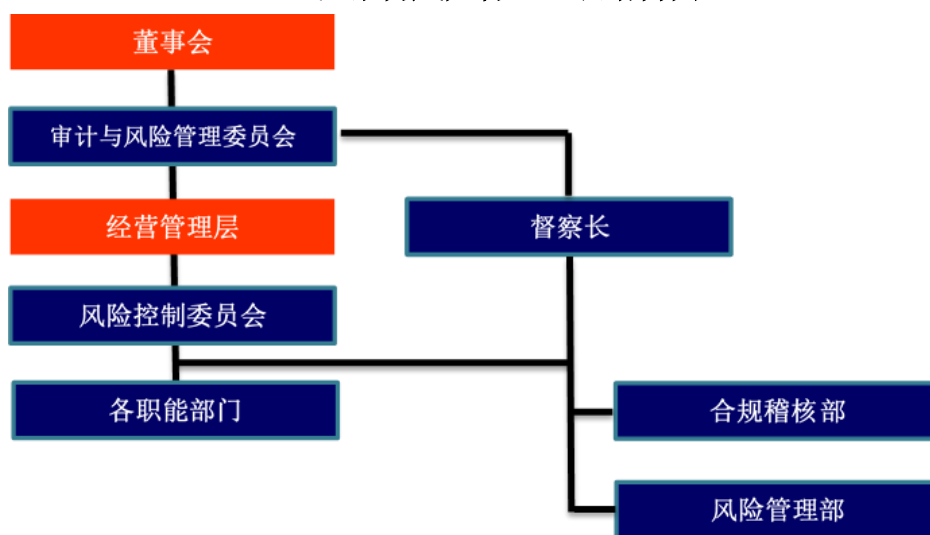 董事会
审计与风险管理委员会
经营管理层
督察长
风险控制委员会
各职能部门
合规稽核部
风险管理部